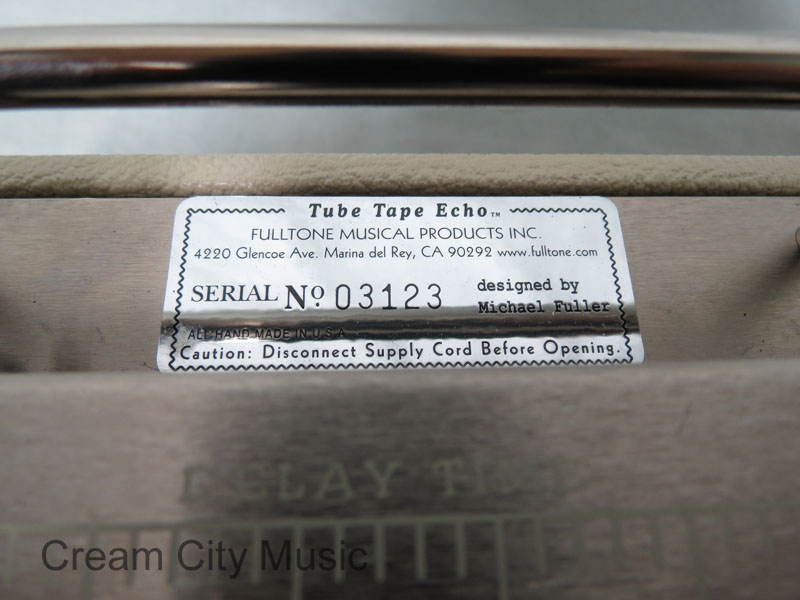 Tube Tape Echo™
FULLTONE MUSICAL PRODUCTS INC.
4220 Glencoe Ave. Marina del Rey, CA 90292 www.fulltone.com
SERIAL Nº 03123
designed by
Michael Fuller
ALL HAND MADE IN U.S.A.
Caution: Disconnect Supply Cord Before Opening.
DELAY TIME
Cream City Music